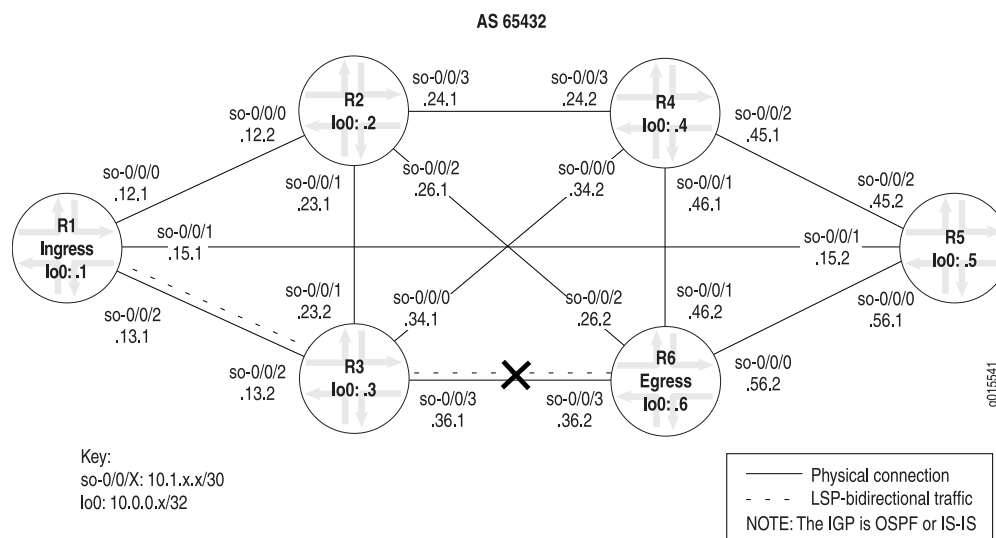 AS 65432
R2
lo0: .2
so-0/0/3
.24.1
so-0/0/3
.24.2
R4
lo0: .4
so-0/0/0
.12.2
so-0/0/2
.45.1
so-0/0/2
.26.1
so-0/0/0
.34.2
so-0/0/0
.12.1
so-0/0/1
.23.1
so-0/0/1
.46.1
so-0/0/2
.45.2
R1
Ingress
lo0: .1
so-0/0/1
.15.1
so-0/0/1
.15.2
R5
lo0: .5
so-0/0/2
.13.1
so-0/0/1
.23.2
so-0/0/0
.34.1
so-0/0/2
.26.2
so-0/0/1
.46.2
so-0/0/0
.56.1
so-0/0/2
.13.2
R3
lo0: .3
R6
Egress
lo0: .6
so-0/0/0
.56.2
so-0/0/3
.36.1
so-0/0/3
.36.2
g015541
Key:
so-0/0/X: 10.1.x.x/30
lo0: 10.0.0.x/32
Physical connection
LSP-bidirectional traffic
NOTE: The IGP is OSPF or IS-IS